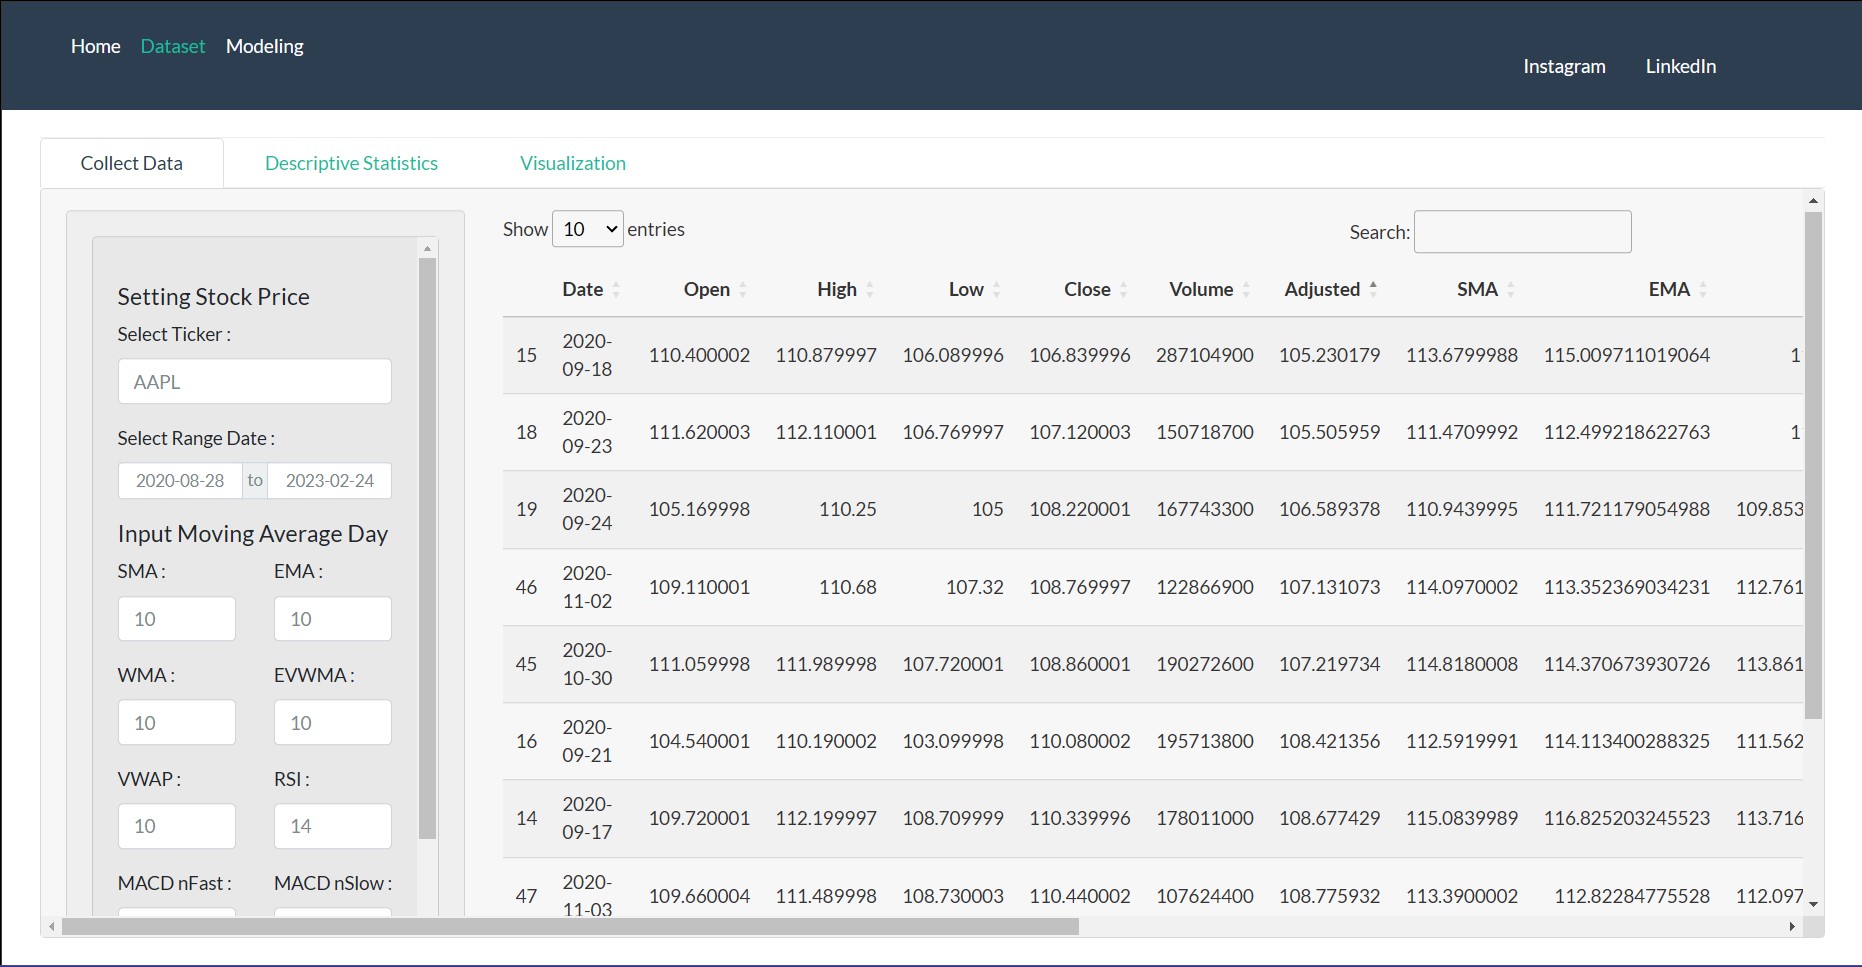 Home Dataset Modeling
Instagram LinkedIn
Collect Data Descriptive Statistics Visualization
Setting Stock Price
Select Ticker :
AAPL
Select Range Date :
2020-08-28 to 2023-02-24
Input Moving Average Day
SMA : EMA :
10 10
WMA : EVWMA :
10 10
VWAP : RSI :
10 14
MACD nFast : MACD nSlow :
Show 10 entries
Search:
Date Open High Low Close Volume Adjusted SMA EMA
15 2020-09-18 110.400002 110.879997 106.089996 106.839996 287104900 105.230179 113.6799988 115.009711019064 1
18 2020-09-23 111.620003 112.110001 106.769997 107.120003 150718700 105.505959 111.4709992 112.499218622763 1
19 2020-09-24 105.169998 110.25 105 108.220001 167743300 106.589378 110.9439995 111.721179054988 109.853
46 2020-11-02 109.110001 110.68 107.32 108.769997 122866900 107.131073 114.0970002 113.352369034231 112.761
45 2020-10-30 111.059998 111.989998 107.720001 108.860001 190272600 107.219734 114.8180008 114.370673930726 113.861
16 2020-09-21 104.540001 110.190002 103.099998 110.080002 195713800 108.421356 112.5919991 114.113400288325 111.562
14 2020-09-17 109.720001 112.199997 108.709999 110.339996 178011000 108.677429 115.0839989 116.825203245523 113.716
47 2020-11-03 109.660004 111.489998 108.730003 110.440002 107624400 108.775932 113.3900002 112.82284775528 112.097